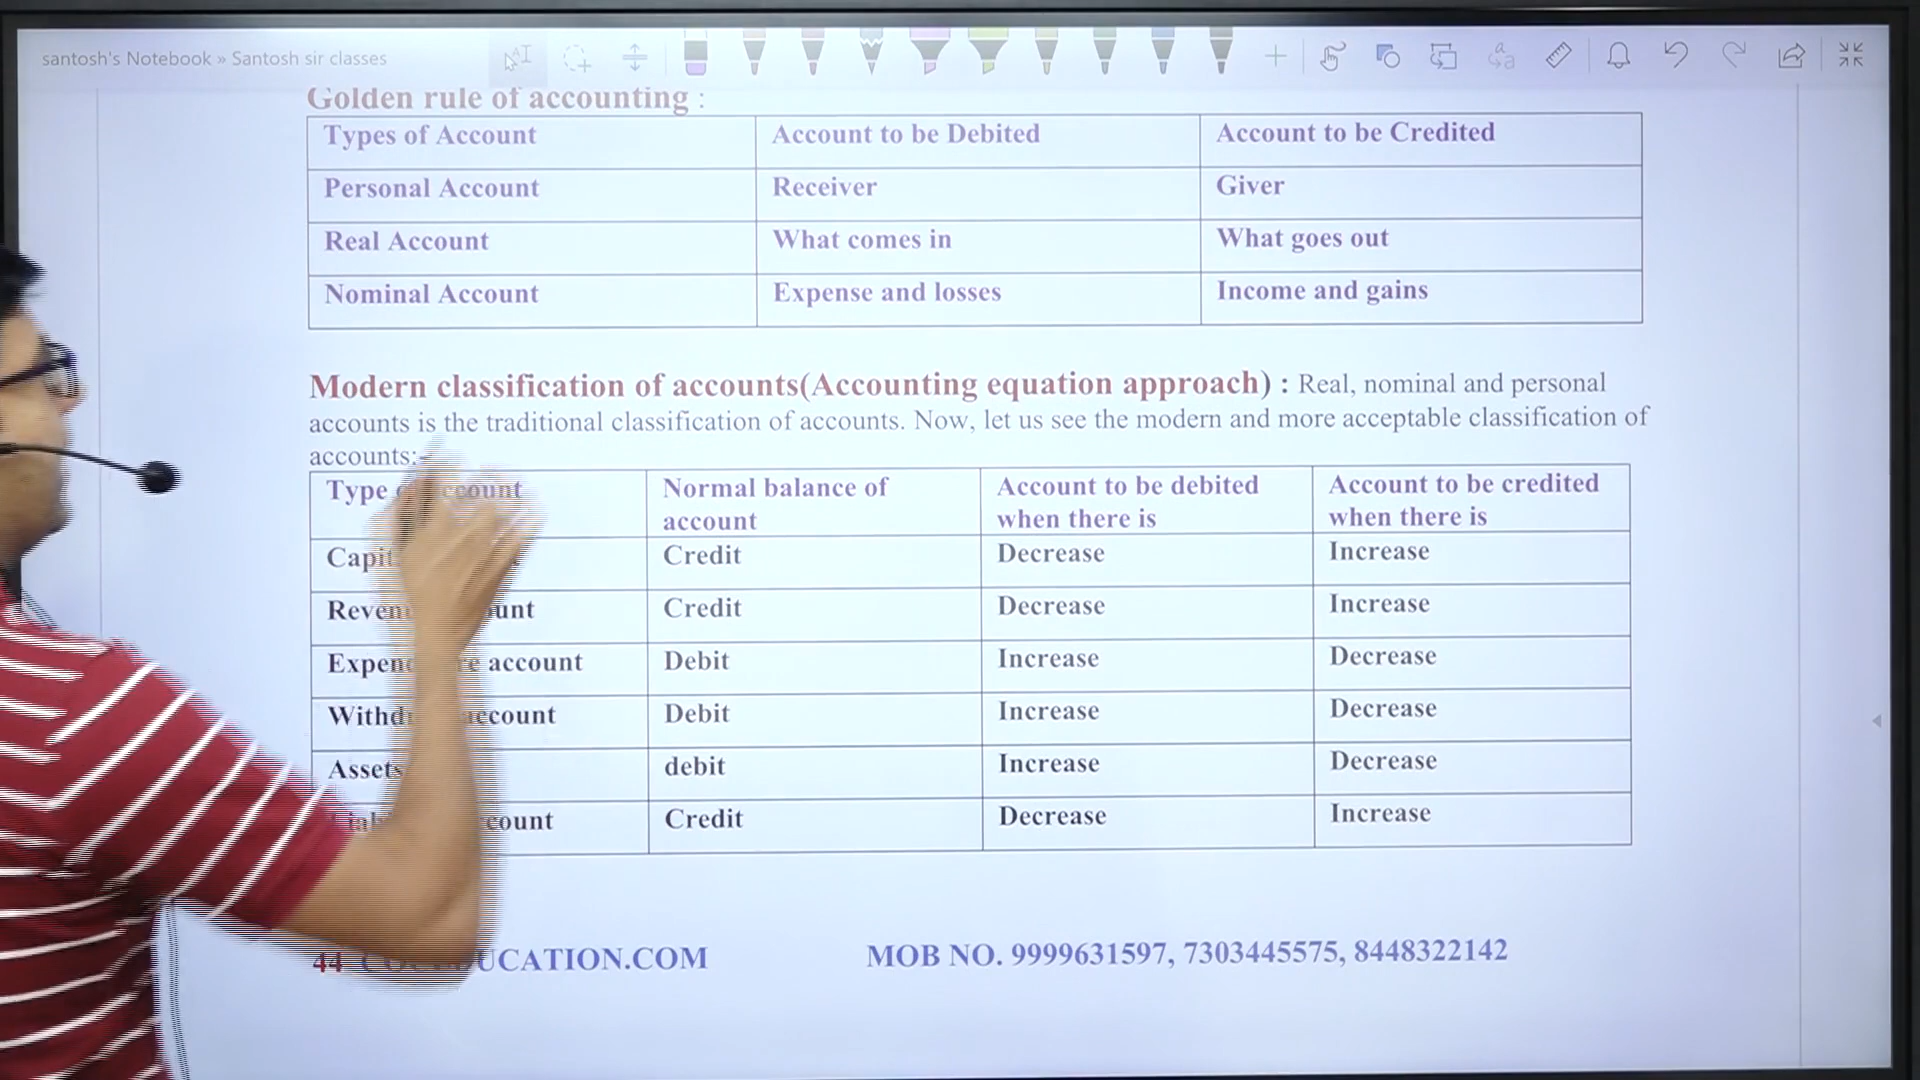 santosh's Notebook » Santosh sir classes
Golden rule of accounting :
Types of Account Account to be Debited Account to be Credited
Personal Account Receiver Giver
Real Account What comes in What goes out
Nominal Account Expense and losses Income and gains
Modern classification of accounts(Accounting equation approach) : Real, nominal and personal
accounts is the traditional classification of accounts. Now, let us see the modern and more acceptable classification of
accounts:-
Type Normal balance of account Account to be debited when there is Account to be credited when there is
Credit Decrease Increase
Credit Decrease Increase
account Debit Increase Decrease
account Debit Increase Decrease
Assets debit Increase Decrease
Credit Decrease Increase
44 MOB NO. 9999631597, 7303445575, 8448322142